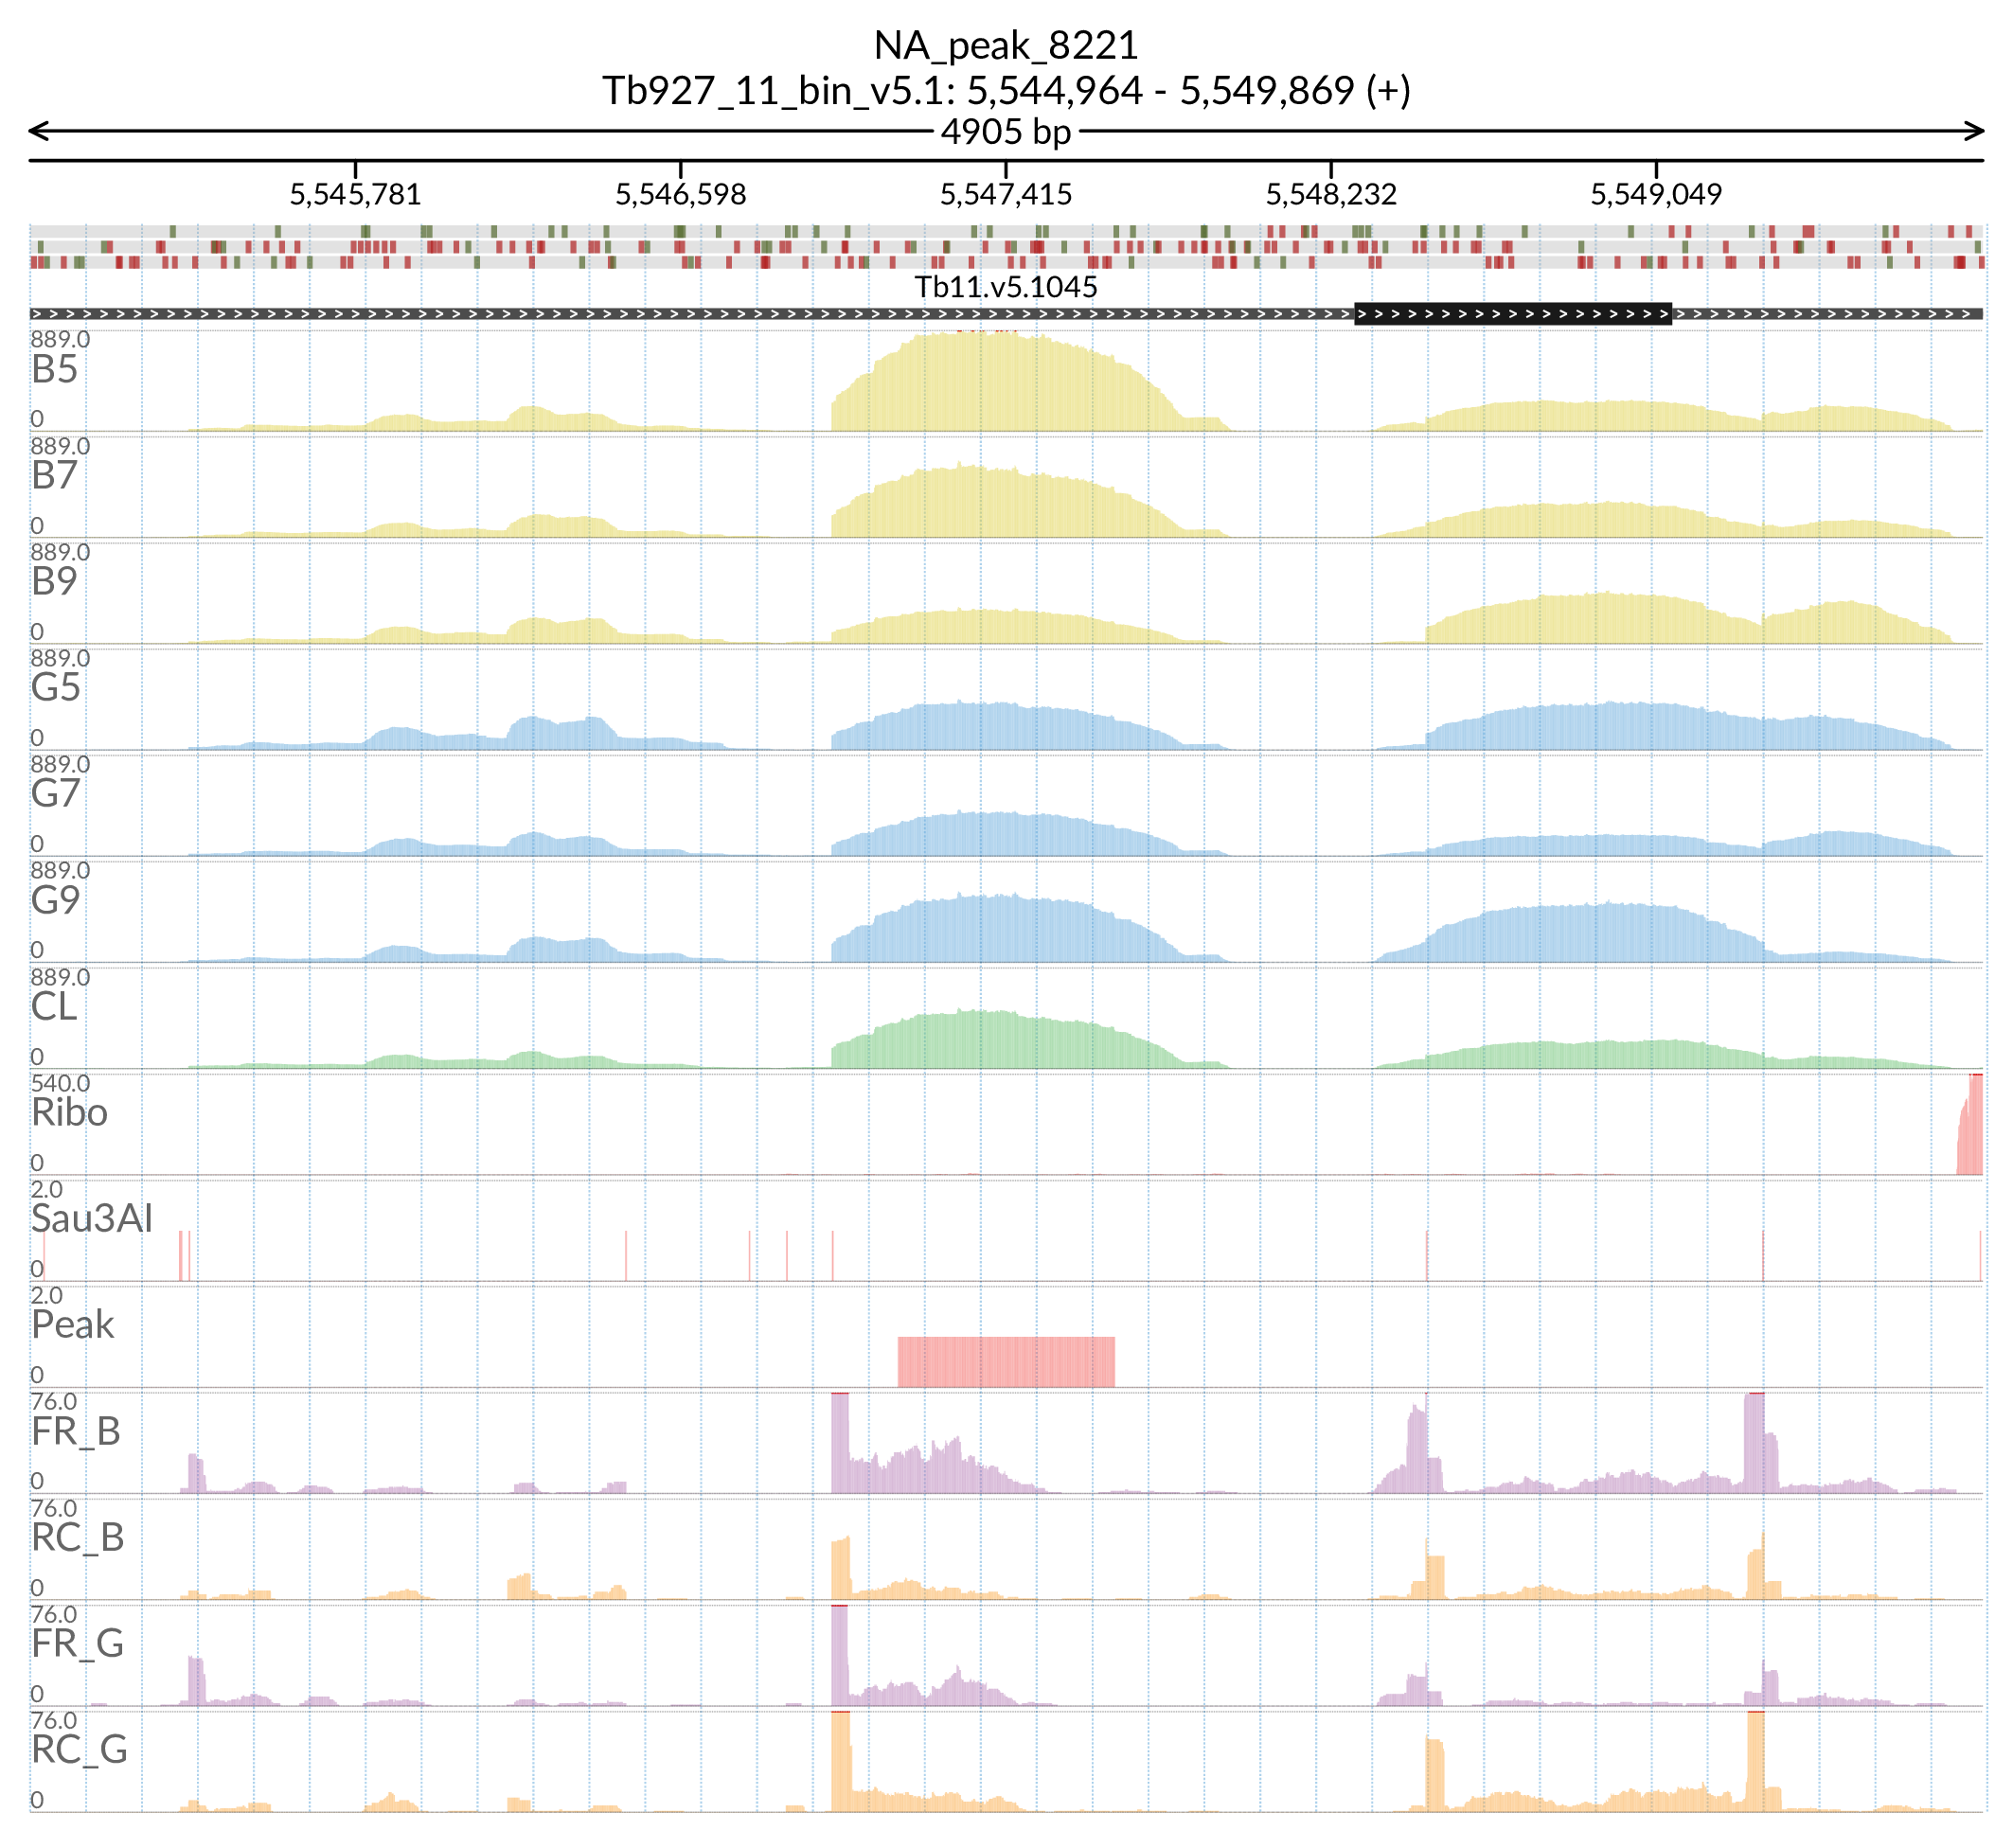 NA_peak_8221
Tb927_11_bin_v5.1: 5,544,964 - 5,549,869 (+)
4905 bp
5,545,781 5,546,598 5,547,415 5,548,232 5,549,049
Tb11.v5.1045
889.0
B5
0
889.0
B7
0
889.0
B9
0
889.0
G5
0
889.0
G7
0
889.0
G9
0
889.0
CL
0
540.0
Ribo
0
2.0
Sau3AI
0
2.0
Peak
0
76.0
FR_B
0
76.0
RC_B
0
76.0
FR_G
0
76.0
RC_G
0